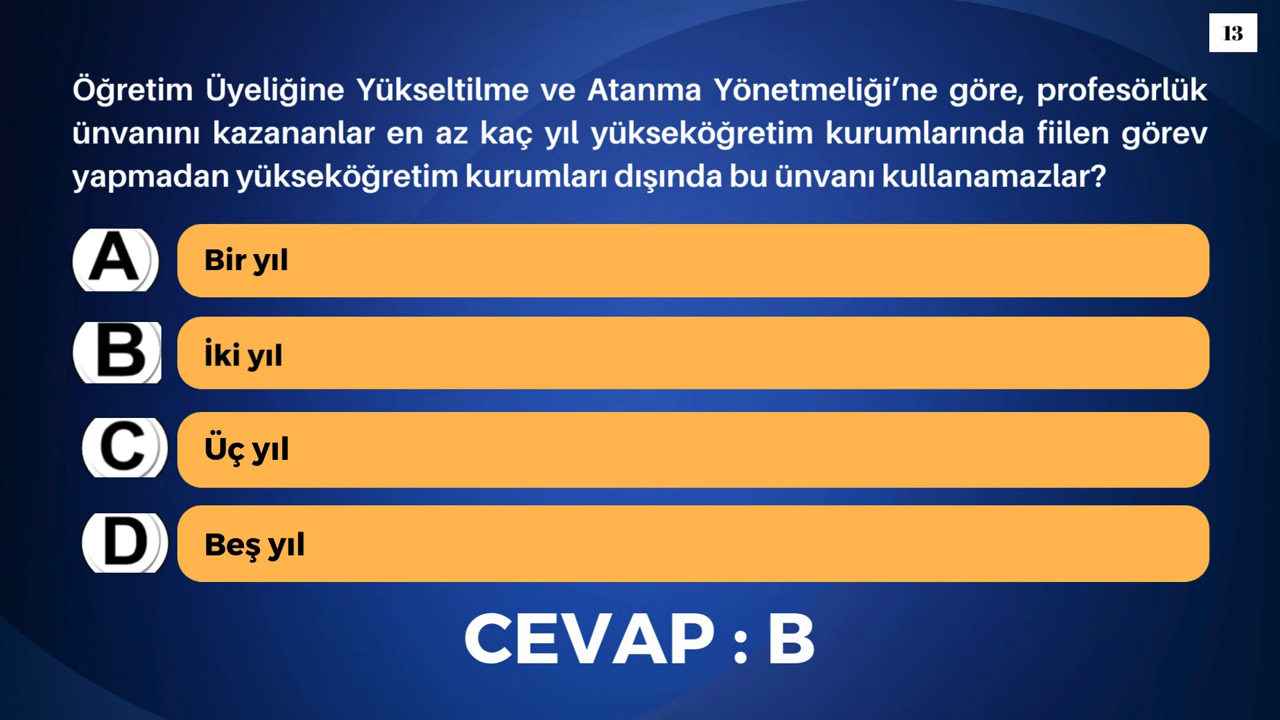 13
Öğretim Üyeliğine Yükseltilme ve Atanma Yönetmeliği’ne göre, profesörlük
ünvanını kazananlar en az kaç yıl yükseköğretim kurumlarında fiilen görev
yapmadan yükseköğretim kurumları dışında bu ünvanı kullanamazlar?
A Bir yıl
B İki yıl
C Üç yıl
D Beş yıl
CEVAP : B